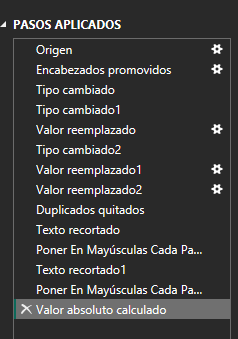 PASOS APLICADOS
Origen
Encabezados promovidos
Tipo cambiado
Tipo cambiado1
Valor reemplazado
Tipo cambiado2
Valor reemplazado1
Valor reemplazado2
Duplicados quitados
Texto recortado
Poner En Mayúsculas Cada Pa...
Texto recortado1
Poner En Mayúsculas Cada Pa...
Valor absoluto calculado